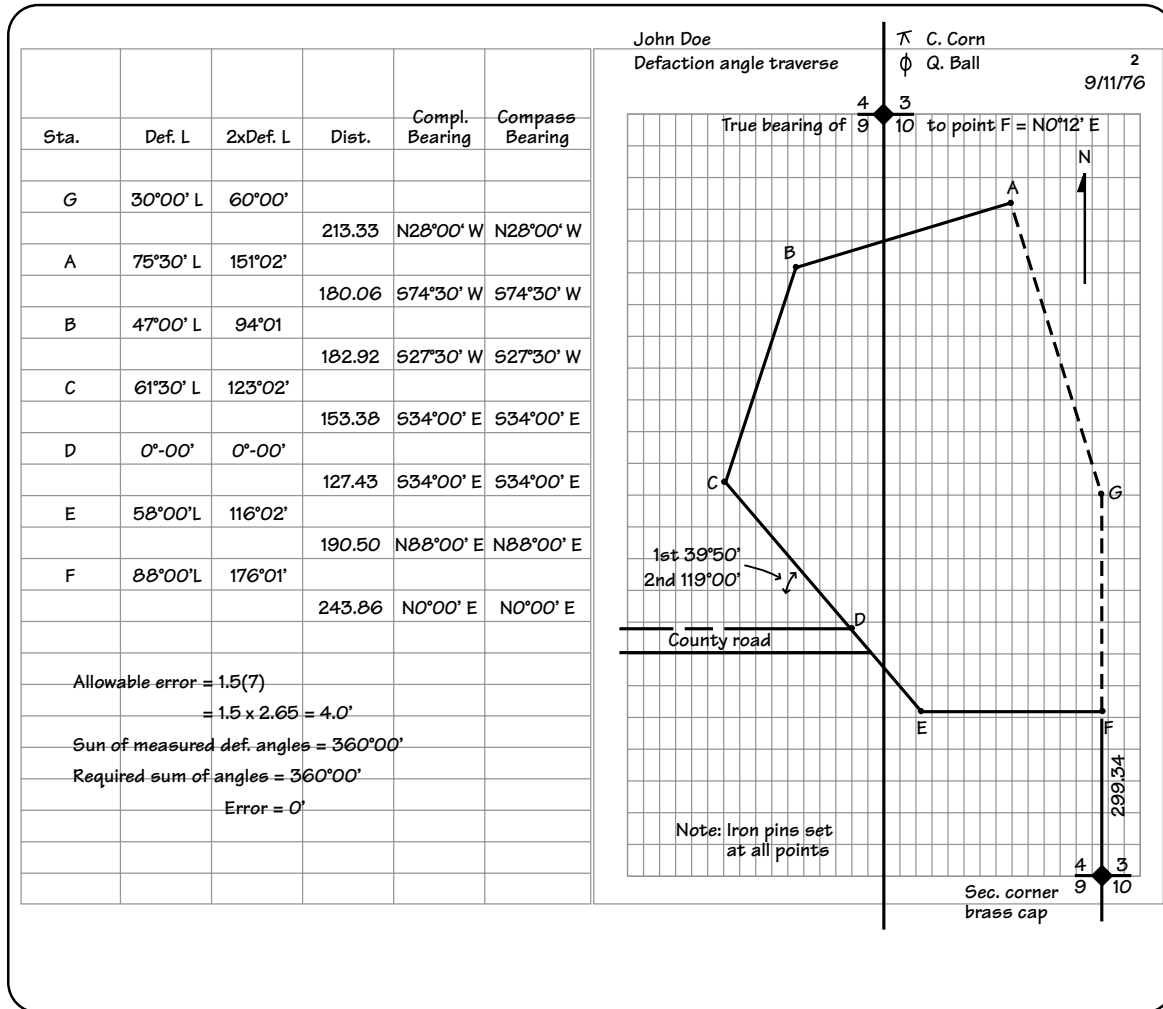 Sta. Def. L 2xDef. L Dist. Compl. Bearing Compass Bearing
G 30°00' L 60°00'
213.33 N28°00' W N28°00' W
A 75°30' L 151°02'
180.06 S74°30' W S74°30' W
B 47°00' L 94°01
182.92 S27°30' W S27°30' W
C 61°30' L 123°02'
153.38 S34°00' E S34°00' E
D 0°-00' 0°-00'
127.43 S34°00' E S34°00' E
E 58°00'L 116°02'
190.50 N88°00' E N88°00' E
F 88°00'L 176°01'
243.86 N0°00' E N0°00' E
Allowable error = 1.5(7)
= 1.5 x 2.65 = 4.0'
Sun of measured def. angles = 360°00'
Required sum of angles = 360°00'
Error = 0'
John Doe
Defaction angle traverse
C. Corn
ϕ Q. Ball
2
9/11/76
4 3
9 10
True bearing of to point F = N0°12' E
N
A
B
C
G
1st 39°50'
2nd 119°00'
D
County road
E
F
299.34
Note: Iron pins set
at all points
4 3
9 10
Sec. corner
brass cap